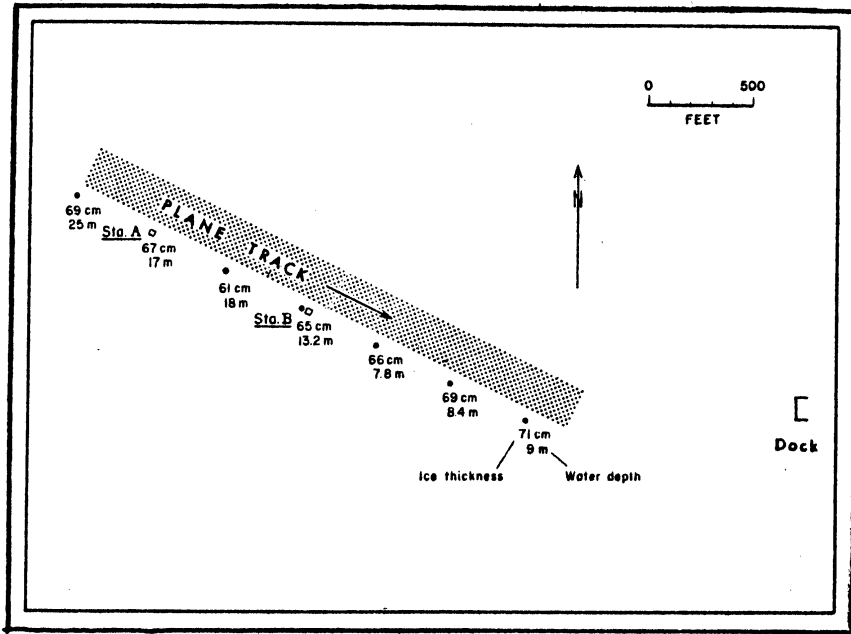 0 500
FEET
N
PLANE TRACK
69 cm
25 m
Sta. A
67 cm
17 m
61 cm
18 m
Sta. B
65 cm
13.2 m
66 cm
7.8 m
69 cm
8.4 m
71 cm
9 m
Ice thickness
Water depth
Dock